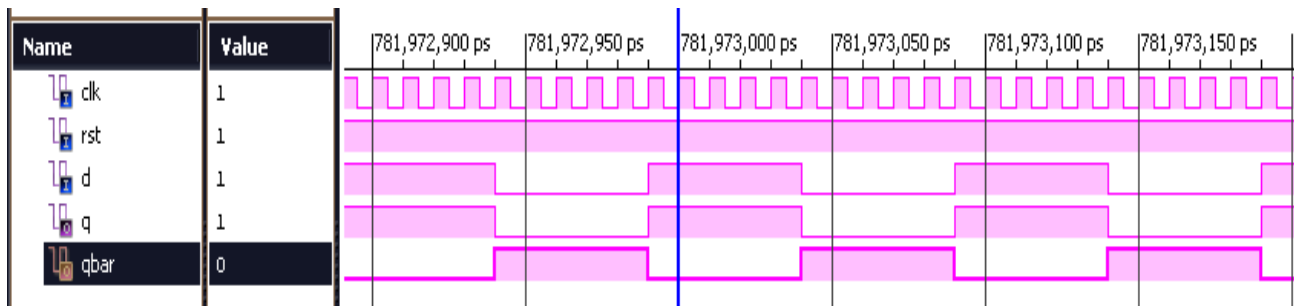 Name Value
781,972,900 ps 781,972,950 ps 781,973,000 ps 781,973,050 ps 781,973,100 ps 781,973,150 ps
clk 1
rst 1
d 1
q 1
qbar 0